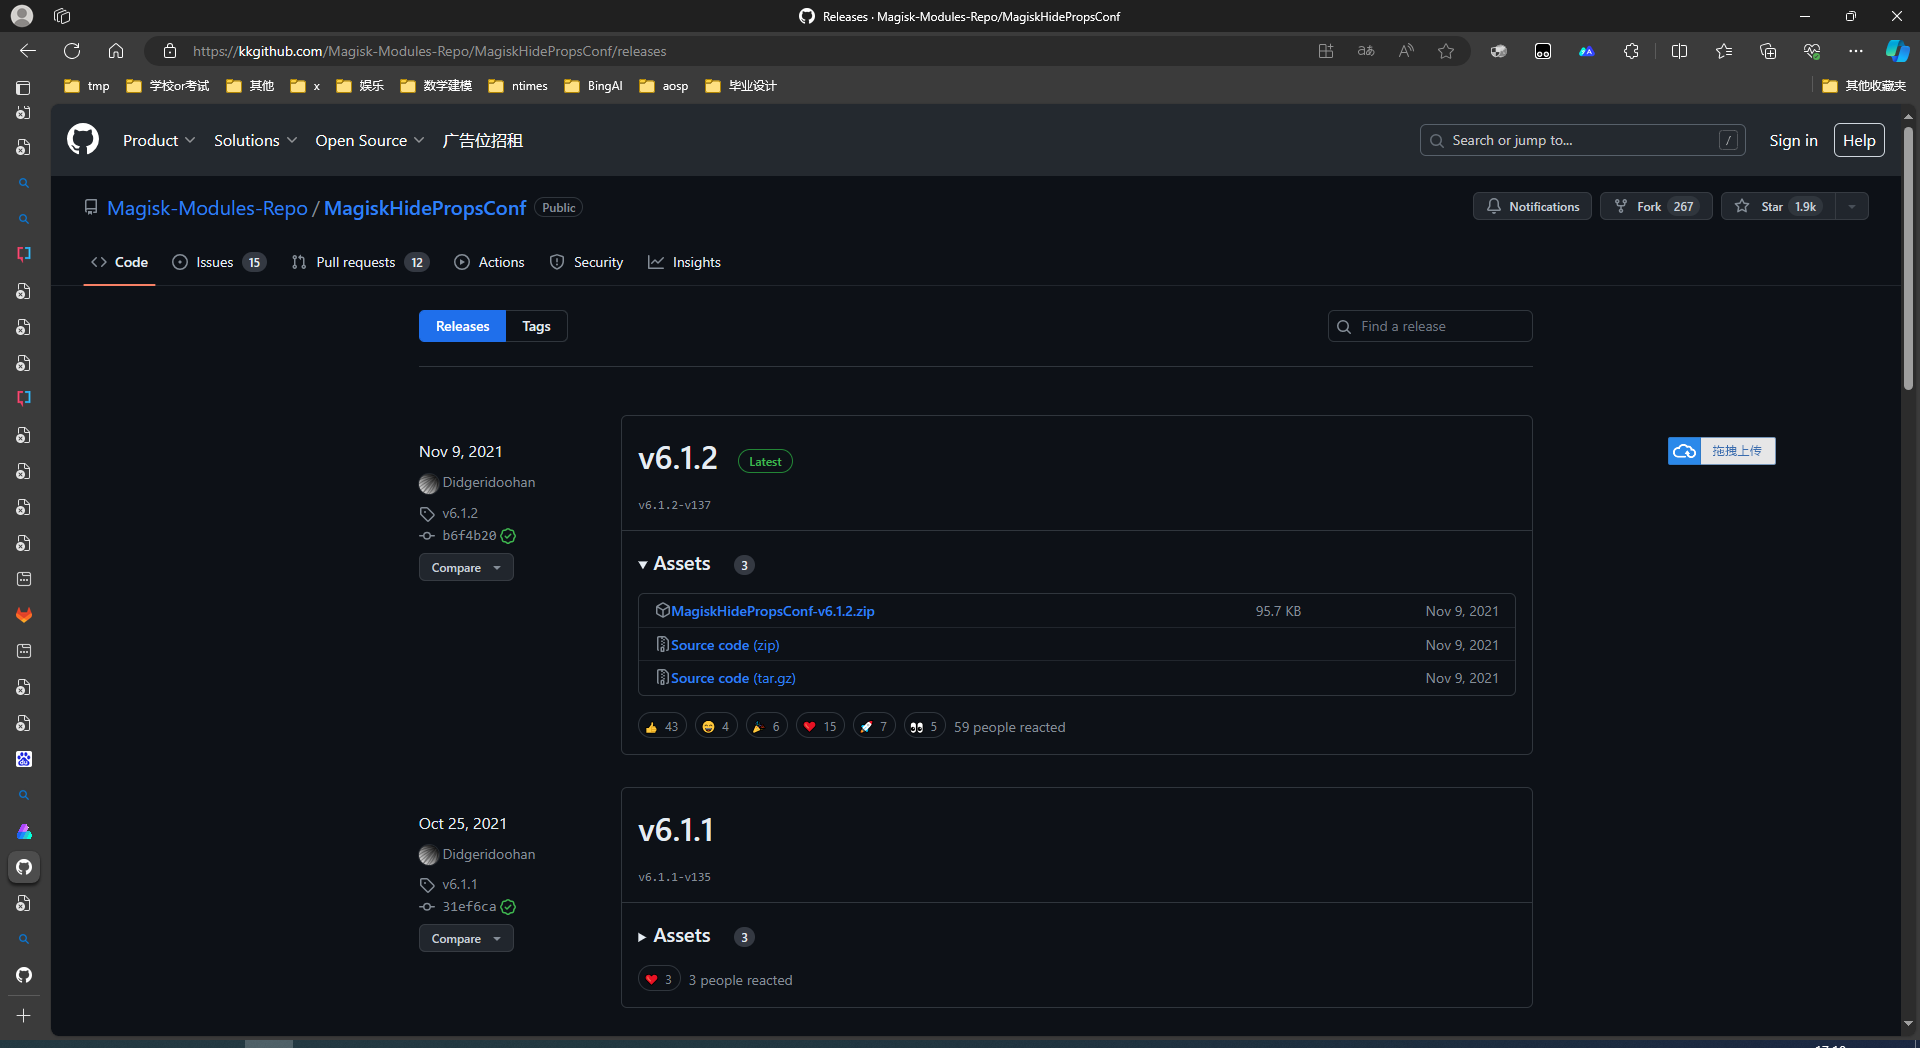 Releases · Magisk-Modules-Repo/MagiskHidePropsConf
https://kkgithub.com/Magisk-Modules-Repo/MagiskHidePropsConf/releases
tmp 学校or考试 其他 x 娱乐 数学建模 ntimes BingAI aosp 毕业设计 其他收藏夹
Product Solutions Open Source 广告位招租 Search or jump to... / Sign in Help
Magisk-Modules-Repo / MagiskHidePropsConf Public Notifications Fork 267 Star 1.9k
Code Issues 15 Pull requests 12 Actions Security Insights
Releases Tags Find a release
Nov 9, 2021
Didgeridoohan
v6.1.2
b6f4b20
Compare
v6.1.2 Latest
v6.1.2-v137
Assets 3
MagiskHidePropsConf-v6.1.2.zip 95.7 KB Nov 9, 2021
Source code (zip) Nov 9, 2021
Source code (tar.gz) Nov 9, 2021
43 4 6 15 7 5 59 people reacted
拖拽上传
Oct 25, 2021
Didgeridoohan
v6.1.1
31ef6ca
Compare
v6.1.1
v6.1.1-v135
Assets 3
3 3 people reacted